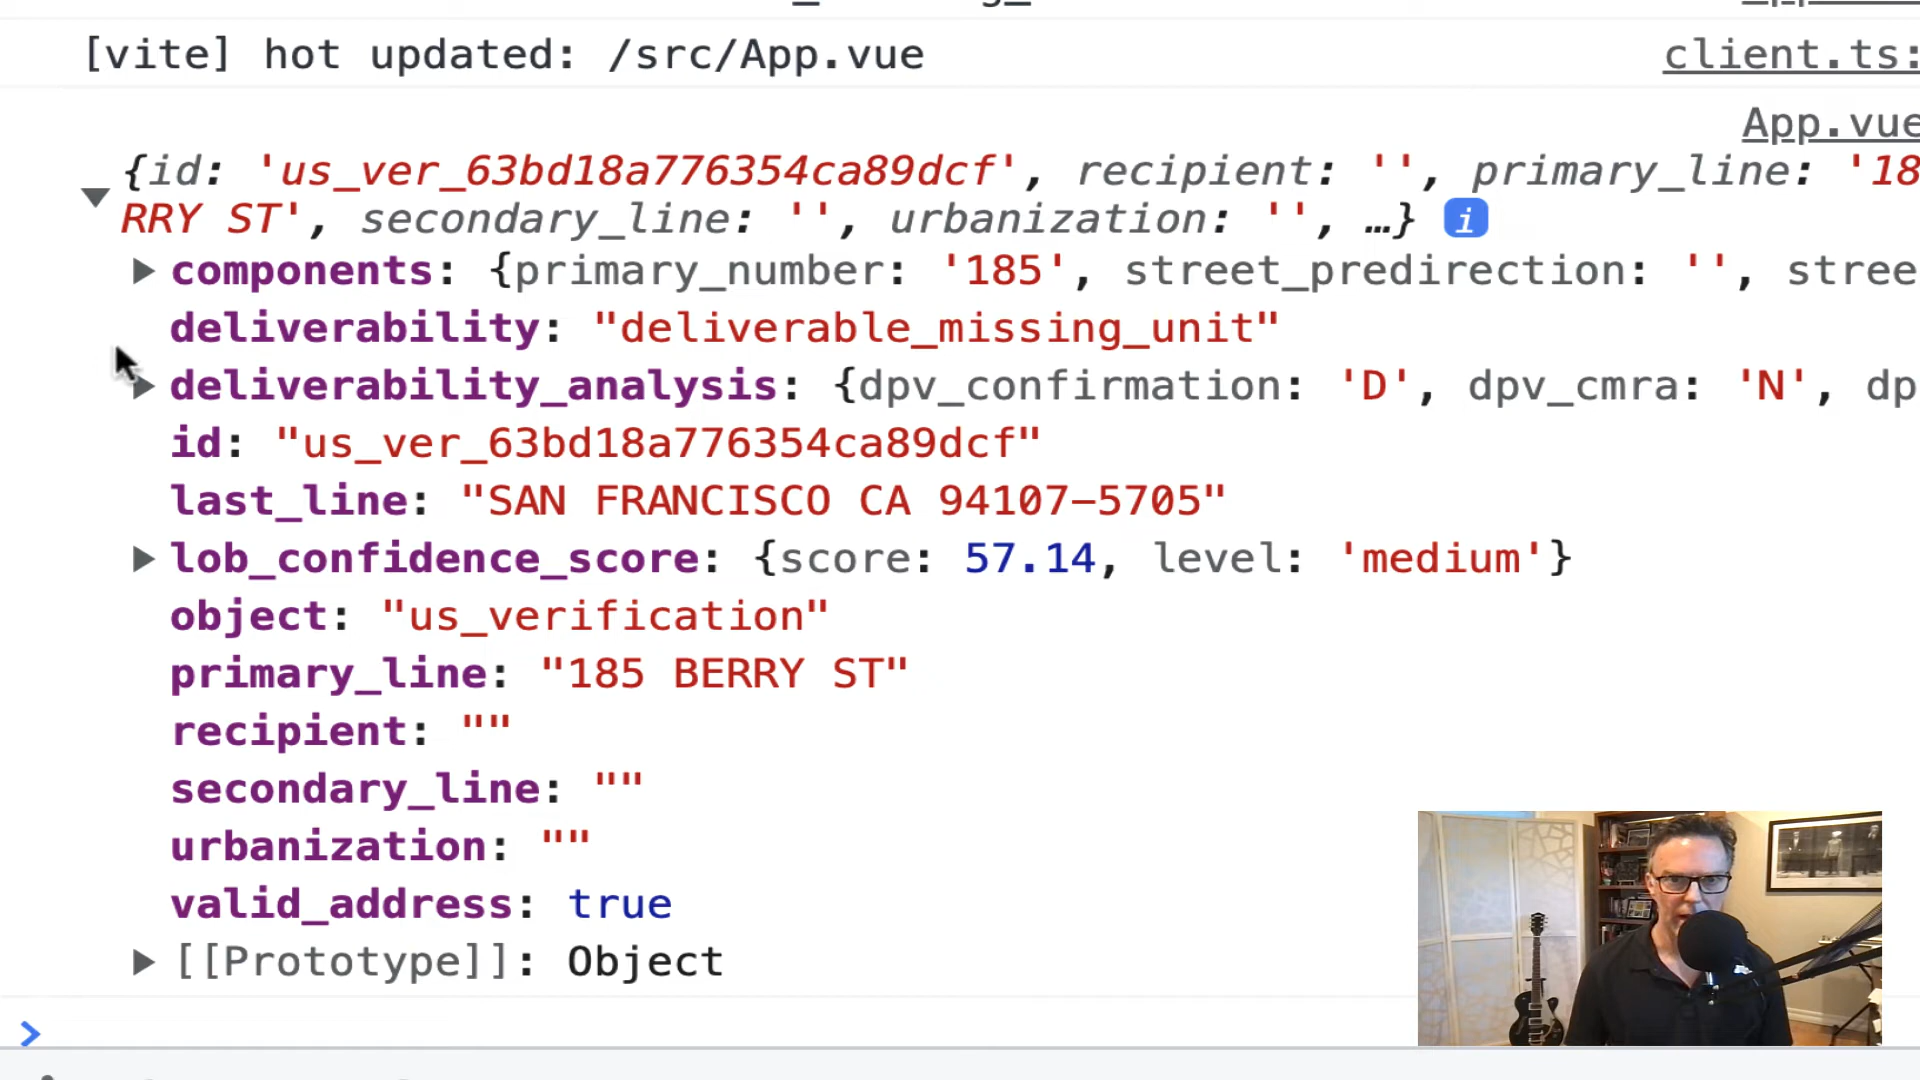 [vite] hot updated: /src/App.vue client.ts:
App.vue
{id: 'us_ver_63bd18a776354ca89dcf', recipient: '', primary_line: '18
RRY ST', secondary_line: '', urbanization: '', …} i
components: {primary_number: '185', street_predirection: '', stree
deliverability: "deliverable_missing_unit"
deliverability_analysis: {dpv_confirmation: 'D', dpv_cmra: 'N', dp
id: "us_ver_63bd18a776354ca89dcf"
last_line: "SAN FRANCISCO CA 94107–5705"
lob_confidence_score: {score: 57.14, level: 'medium'}
object: "us_verification"
primary_line: "185 BERRY ST"
recipient: ""
secondary_line: ""
urbanization: ""
valid_address: true
[[Prototype]]: Object